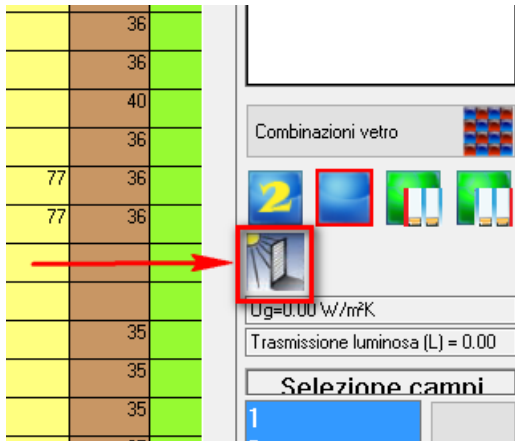 36
36
40
36
77 36
77 36
35
35
35
Combinazioni vetro
2
Ug=0.00 W/m²K
Trasmissione luminosa (L) = 0.00
Selezione campi
1